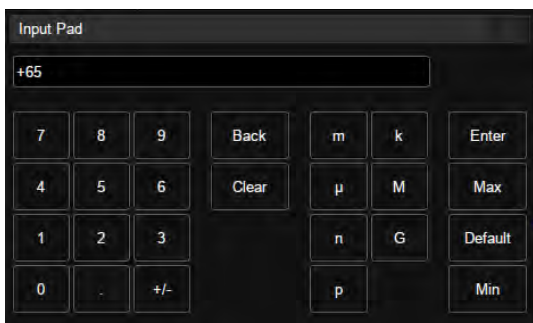 Input Pad
+65
7 8 9 Back m k Enter
4 5 6 Clear µ M Max
1 2 3 n G Default
0 . +/- p Min